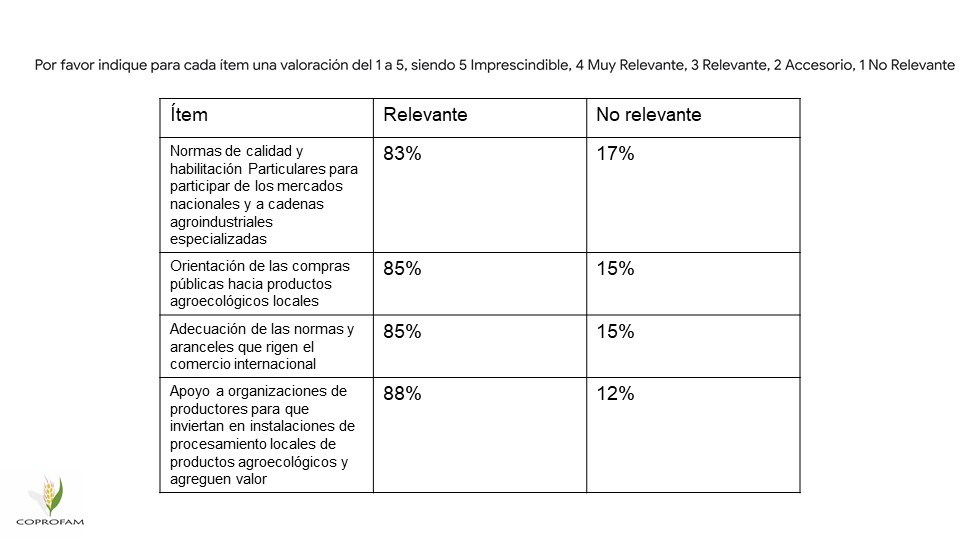 Por favor indique para cada ítem una valoración del 1 a 5, siendo 5 Imprescindible, 4 Muy Relevante, 3 Relevante, 2 Accesorio, 1 No Relevante
Ítem
Relevante
No relevante
Normas de calidad y
habilitación Particulares para
participar de los mercados
nacionales y a cadenas
agroindustriales
especializadas
83%
17%
Orientación de las compras
públicas hacia productos
agroecológicos locales
85%
15%
Adecuación de las normas y
aranceles que rigen el
comercio internacional
85%
15%
Apoyo a organizaciones de
productores para que
inviertan en instalaciones de
procesamiento locales de
productos agroecológicos y
agreguen valor
88%
12%
COPROFAM